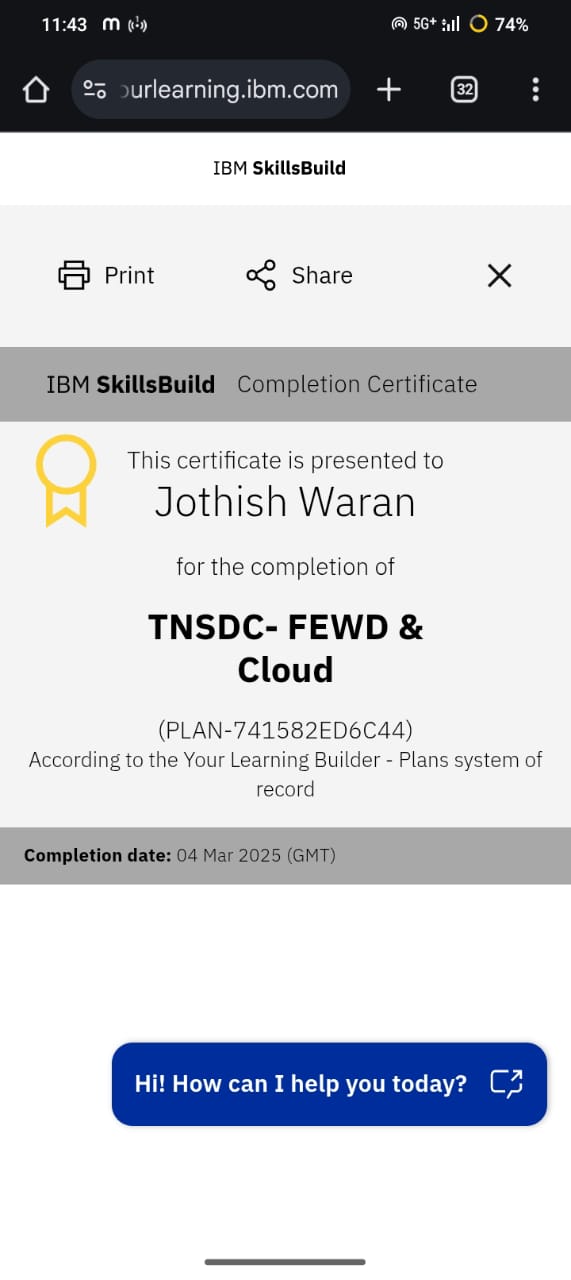 11:43 5G+ 74%
ourlearning.ibm.com 32
IBM SkillsBuild
Print Share
IBM SkillsBuild Completion Certificate
This certificate is presented to
Jothish Waran
for the completion of
TNSDC- FEWD &
Cloud
(PLAN-741582ED6C44)
According to the Your Learning Builder - Plans system of
record
Completion date: 04 Mar 2025 (GMT)
Hi! How can I help you today?